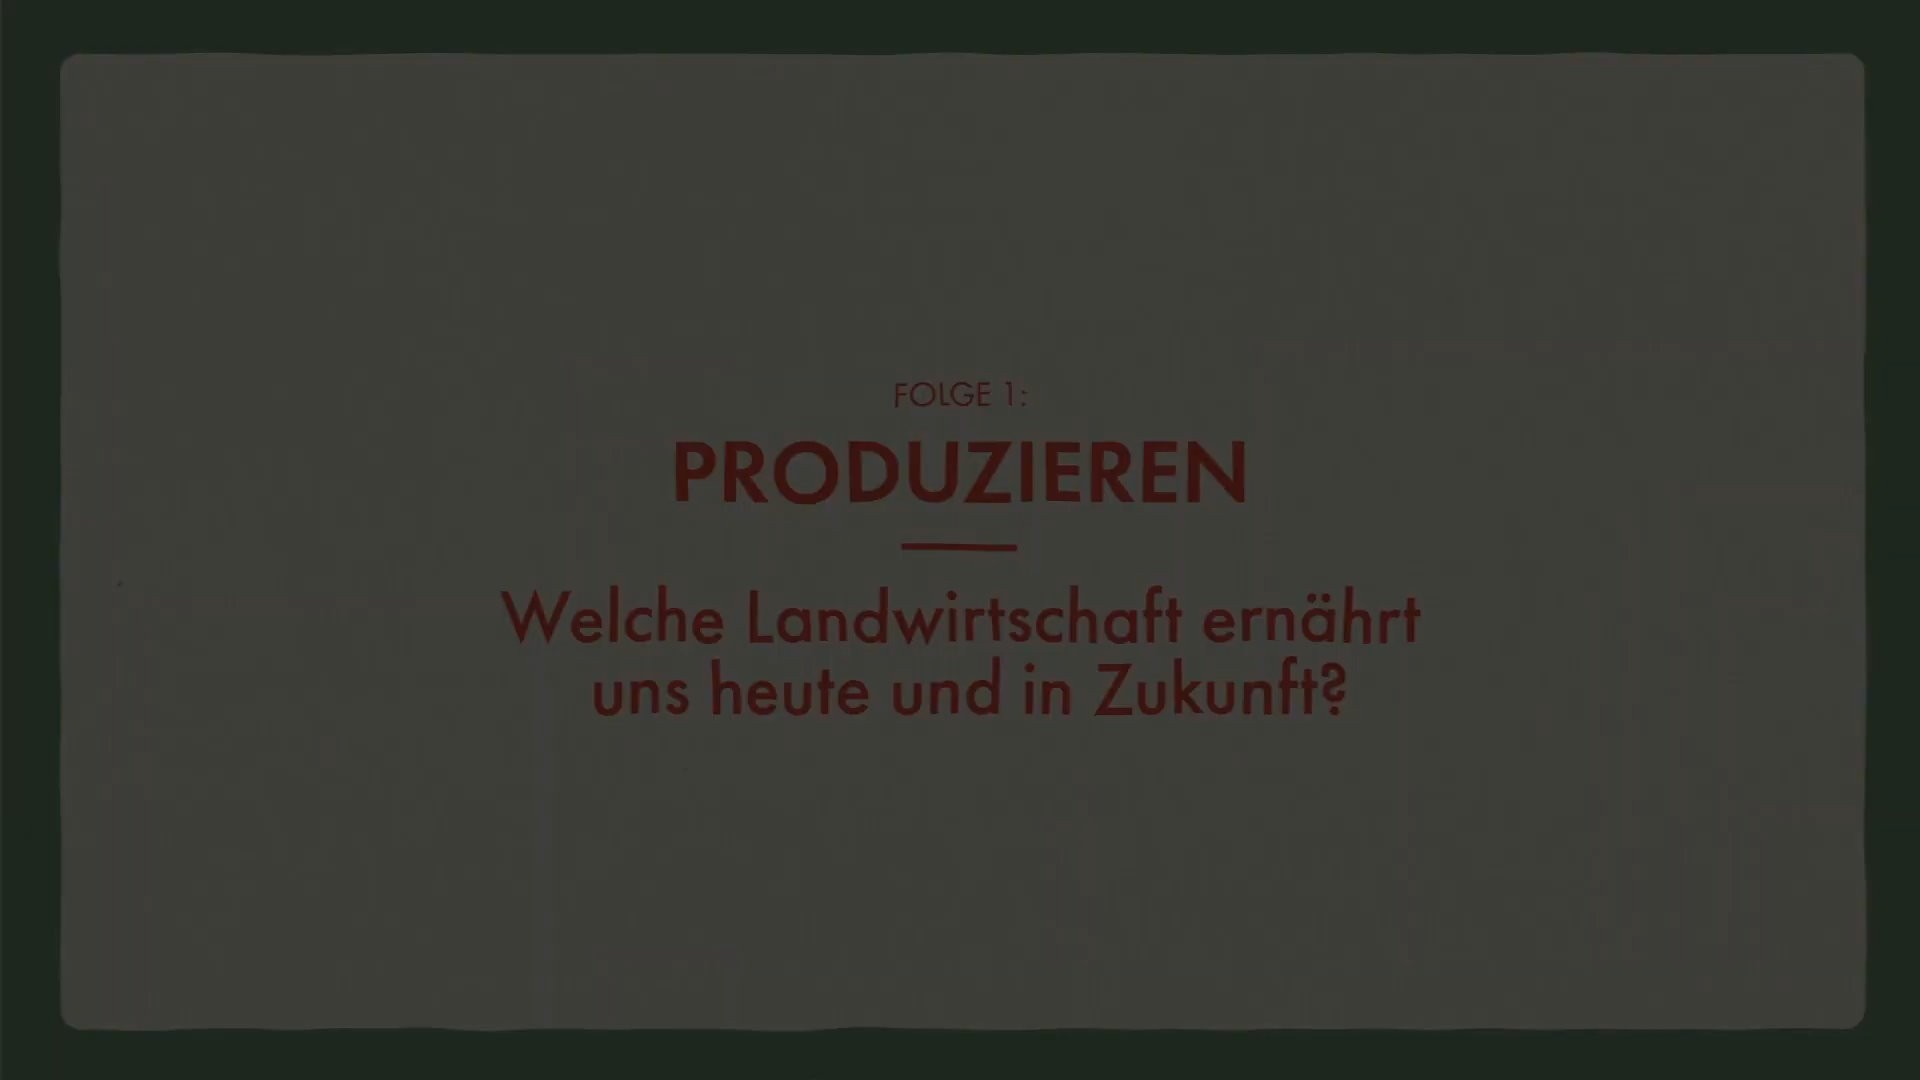 FOLGE 1:
PRODUZIEREN
Welche Landwirtschaft ernährt
uns heute und in Zukunft?